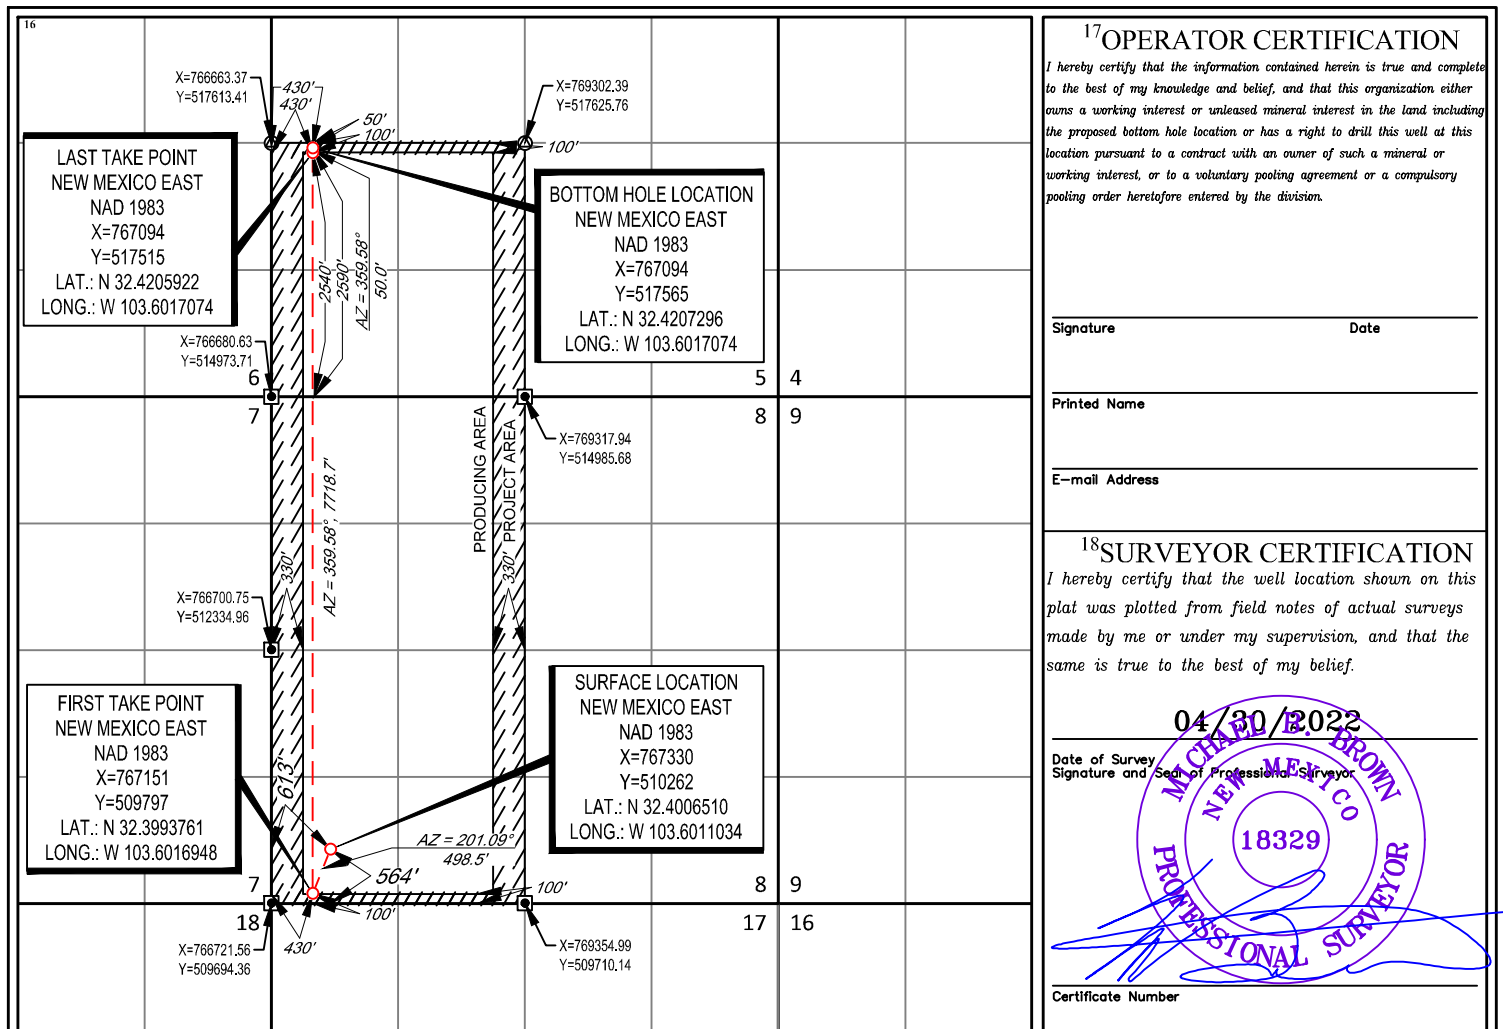 16
X=766663.37
Y=517613.41
430'
430'
50'
100'
X=769302.39
Y=517625.76
100'
LAST TAKE POINT
NEW MEXICO EAST
NAD 1983
X=767094
Y=517515
LAT.: N 32.4205922
LONG.: W 103.6017074
BOTTOM HOLE LOCATION
NEW MEXICO EAST
NAD 1983
X=767094
Y=517565
LAT.: N 32.4207296
LONG.: W 103.6017074
2540'
2590'
AZ = 359.58°
50.0'
X=766680.63
Y=514973.71
6
5 4
7
8 9
X=769317.94
Y=514985.68
PRODUCING AREA
PROJECT AREA
AZ = 359.58°, 7718.7'
330'
330'
X=766700.75
Y=512334.96
FIRST TAKE POINT
NEW MEXICO EAST
NAD 1983
X=767151
Y=509797
LAT.: N 32.3993761
LONG.: W 103.6016948
SURFACE LOCATION
NEW MEXICO EAST
NAD 1983
X=767330
Y=510262
LAT.: N 32.4006510
LONG.: W 103.6011034
613'
AZ = 201.09°
498.5'
564'
100'
100'
7
8 9
18
17 16
430'
X=766721.56
Y=509694.36
X=769354.99
Y=509710.14
17OPERATOR CERTIFICATION
I hereby certify that the information contained herein is true and complete
to the best of my knowledge and belief, and that this organization either
owns a working interest or unleased mineral interest in the land including
the proposed bottom hole location or has a right to drill this well at this
location pursuant to a contract with an owner of such a mineral or
working interest, or to a voluntary pooling agreement or a compulsory
pooling order heretofore entered by the division.
Signature Date
Printed Name
E-mail Address
18SURVEYOR CERTIFICATION
I hereby certify that the well location shown on this
plat was plotted from field notes of actual surveys
made by me or under my supervision, and that the
same is true to the best of my belief.
04/30/2022
Date of Survey
Signature and Seal of Professional Surveyor
MICHAEL B. BROWN
NEW MEXICO
18329
PROFESSIONAL SURVEYOR
Certificate Number